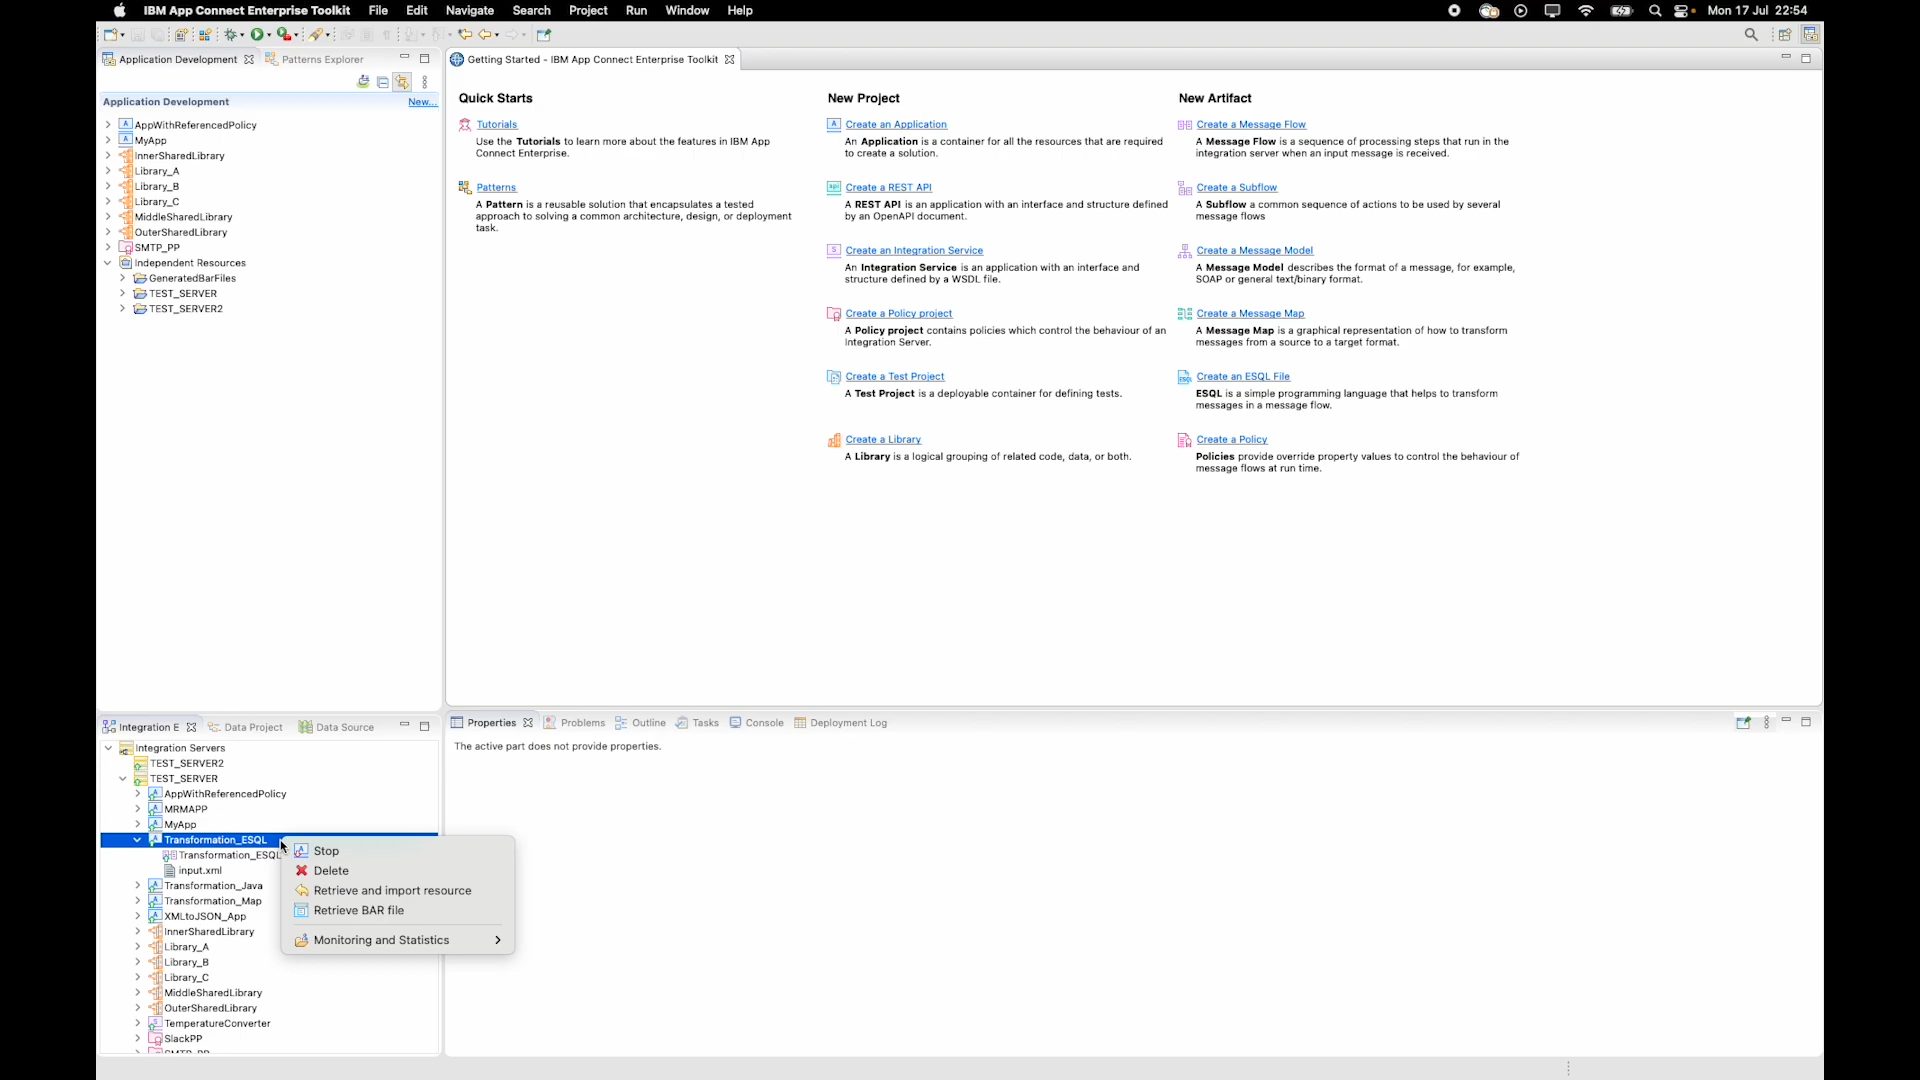 IBM App Connect Enterprise Toolkit File Edit Navigate Search Project Run Window Help Mon 17 Jul 22:54
Application Development Patterns Explorer
Application Development New...
AppWithReferencedPolicy
MyApp
InnerSharedLibrary
Library_A
Library_B
Library_C
MiddleSharedLibrary
OuterSharedLibrary
SMTP_PP
Independent Resources
GeneratedBarFiles
TEST_SERVER
TEST_SERVER2
Getting Started - IBM App Connect Enterprise Toolkit
Quick Starts
Tutorials
Use the Tutorials to learn more about the features in IBM App
Connect Enterprise.
Patterns
A Pattern is a reusable solution that encapsulates a tested
approach to solving a common architecture, design, or deployment
task.
New Project
Create an Application
An Application is a container for all the resources that are required
to create a solution.
Create a REST API
A REST API is an application with an interface and structure defined
by an OpenAPI document.
Create an Integration Service
An Integration Service is an application with an interface and
structure defined by a WSDL file.
Create a Policy project
A Policy project contains policies which control the behaviour of an
Integration Server.
Create a Test Project
A Test Project is a deployable container for defining tests.
Create a Library
A Library is a logical grouping of related code, data, or both.
New Artifact
Create a Message Flow
A Message Flow is a sequence of processing steps that run in the
integration server when an input message is received.
Create a Subflow
A Subflow a common sequence of actions to be used by several
message flows
Create a Message Model
A Message Model describes the format of a message, for example,
SOAP or general text/binary format.
Create a Message Map
A Message Map is a graphical representation of how to transform
messages from a source to a target format.
Create an ESQL File
ESQL is a simple programming language that helps to transform
messages in a message flow.
Create a Policy
Policies provide override property values to control the behaviour of
message flows at run time.
Integration E Data Project Data Source
Integration Servers
TEST_SERVER2
TEST_SERVER
AppWithReferencedPolicy
MRMAPP
MyApp
Transformation_ESQL
Transformation_ESQL
input.xml
Transformation_Java
Transformation_Map
XMLtoJSON_App
InnerSharedLibrary
Library_A
Library_B
Library_C
MiddleSharedLibrary
OuterSharedLibrary
TemperatureConverter
SlackPP
SMTP_PP
Stop
Delete
Retrieve and import resource
Retrieve BAR file
Monitoring and Statistics
Properties Problems Outline Tasks Console Deployment Log
The active part does not provide properties.